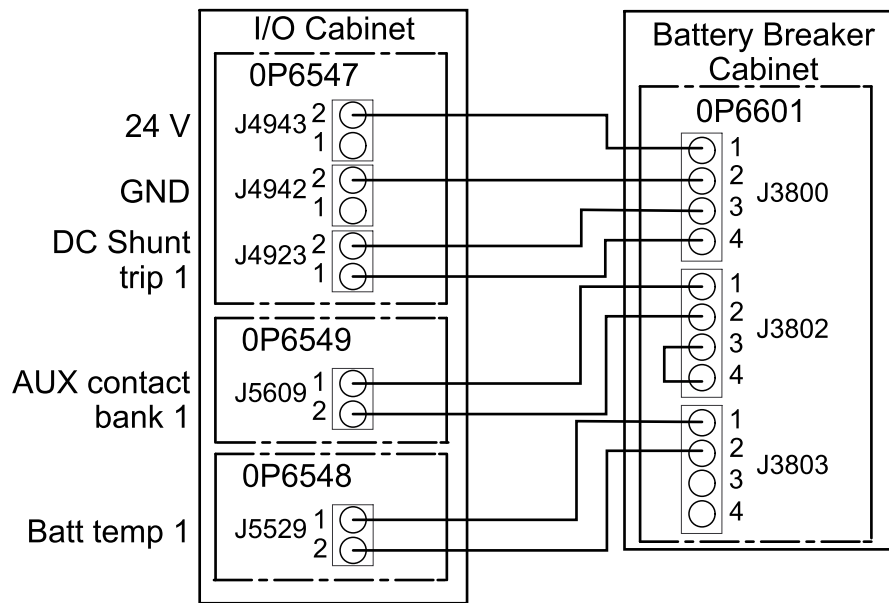 I/O Cabinet
0P6547
24 V
J4943
2
1
GND
J4942
2
1
DC Shunt
trip 1
J4923
2
1
0P6549
AUX contact
bank 1
J5609
1
2
0P6548
Batt temp 1
J5529
1
2
Battery Breaker
Cabinet
0P6601
1
2
3
4
J3800
1
2
3
4
J3802
1
2
3
4
J3803